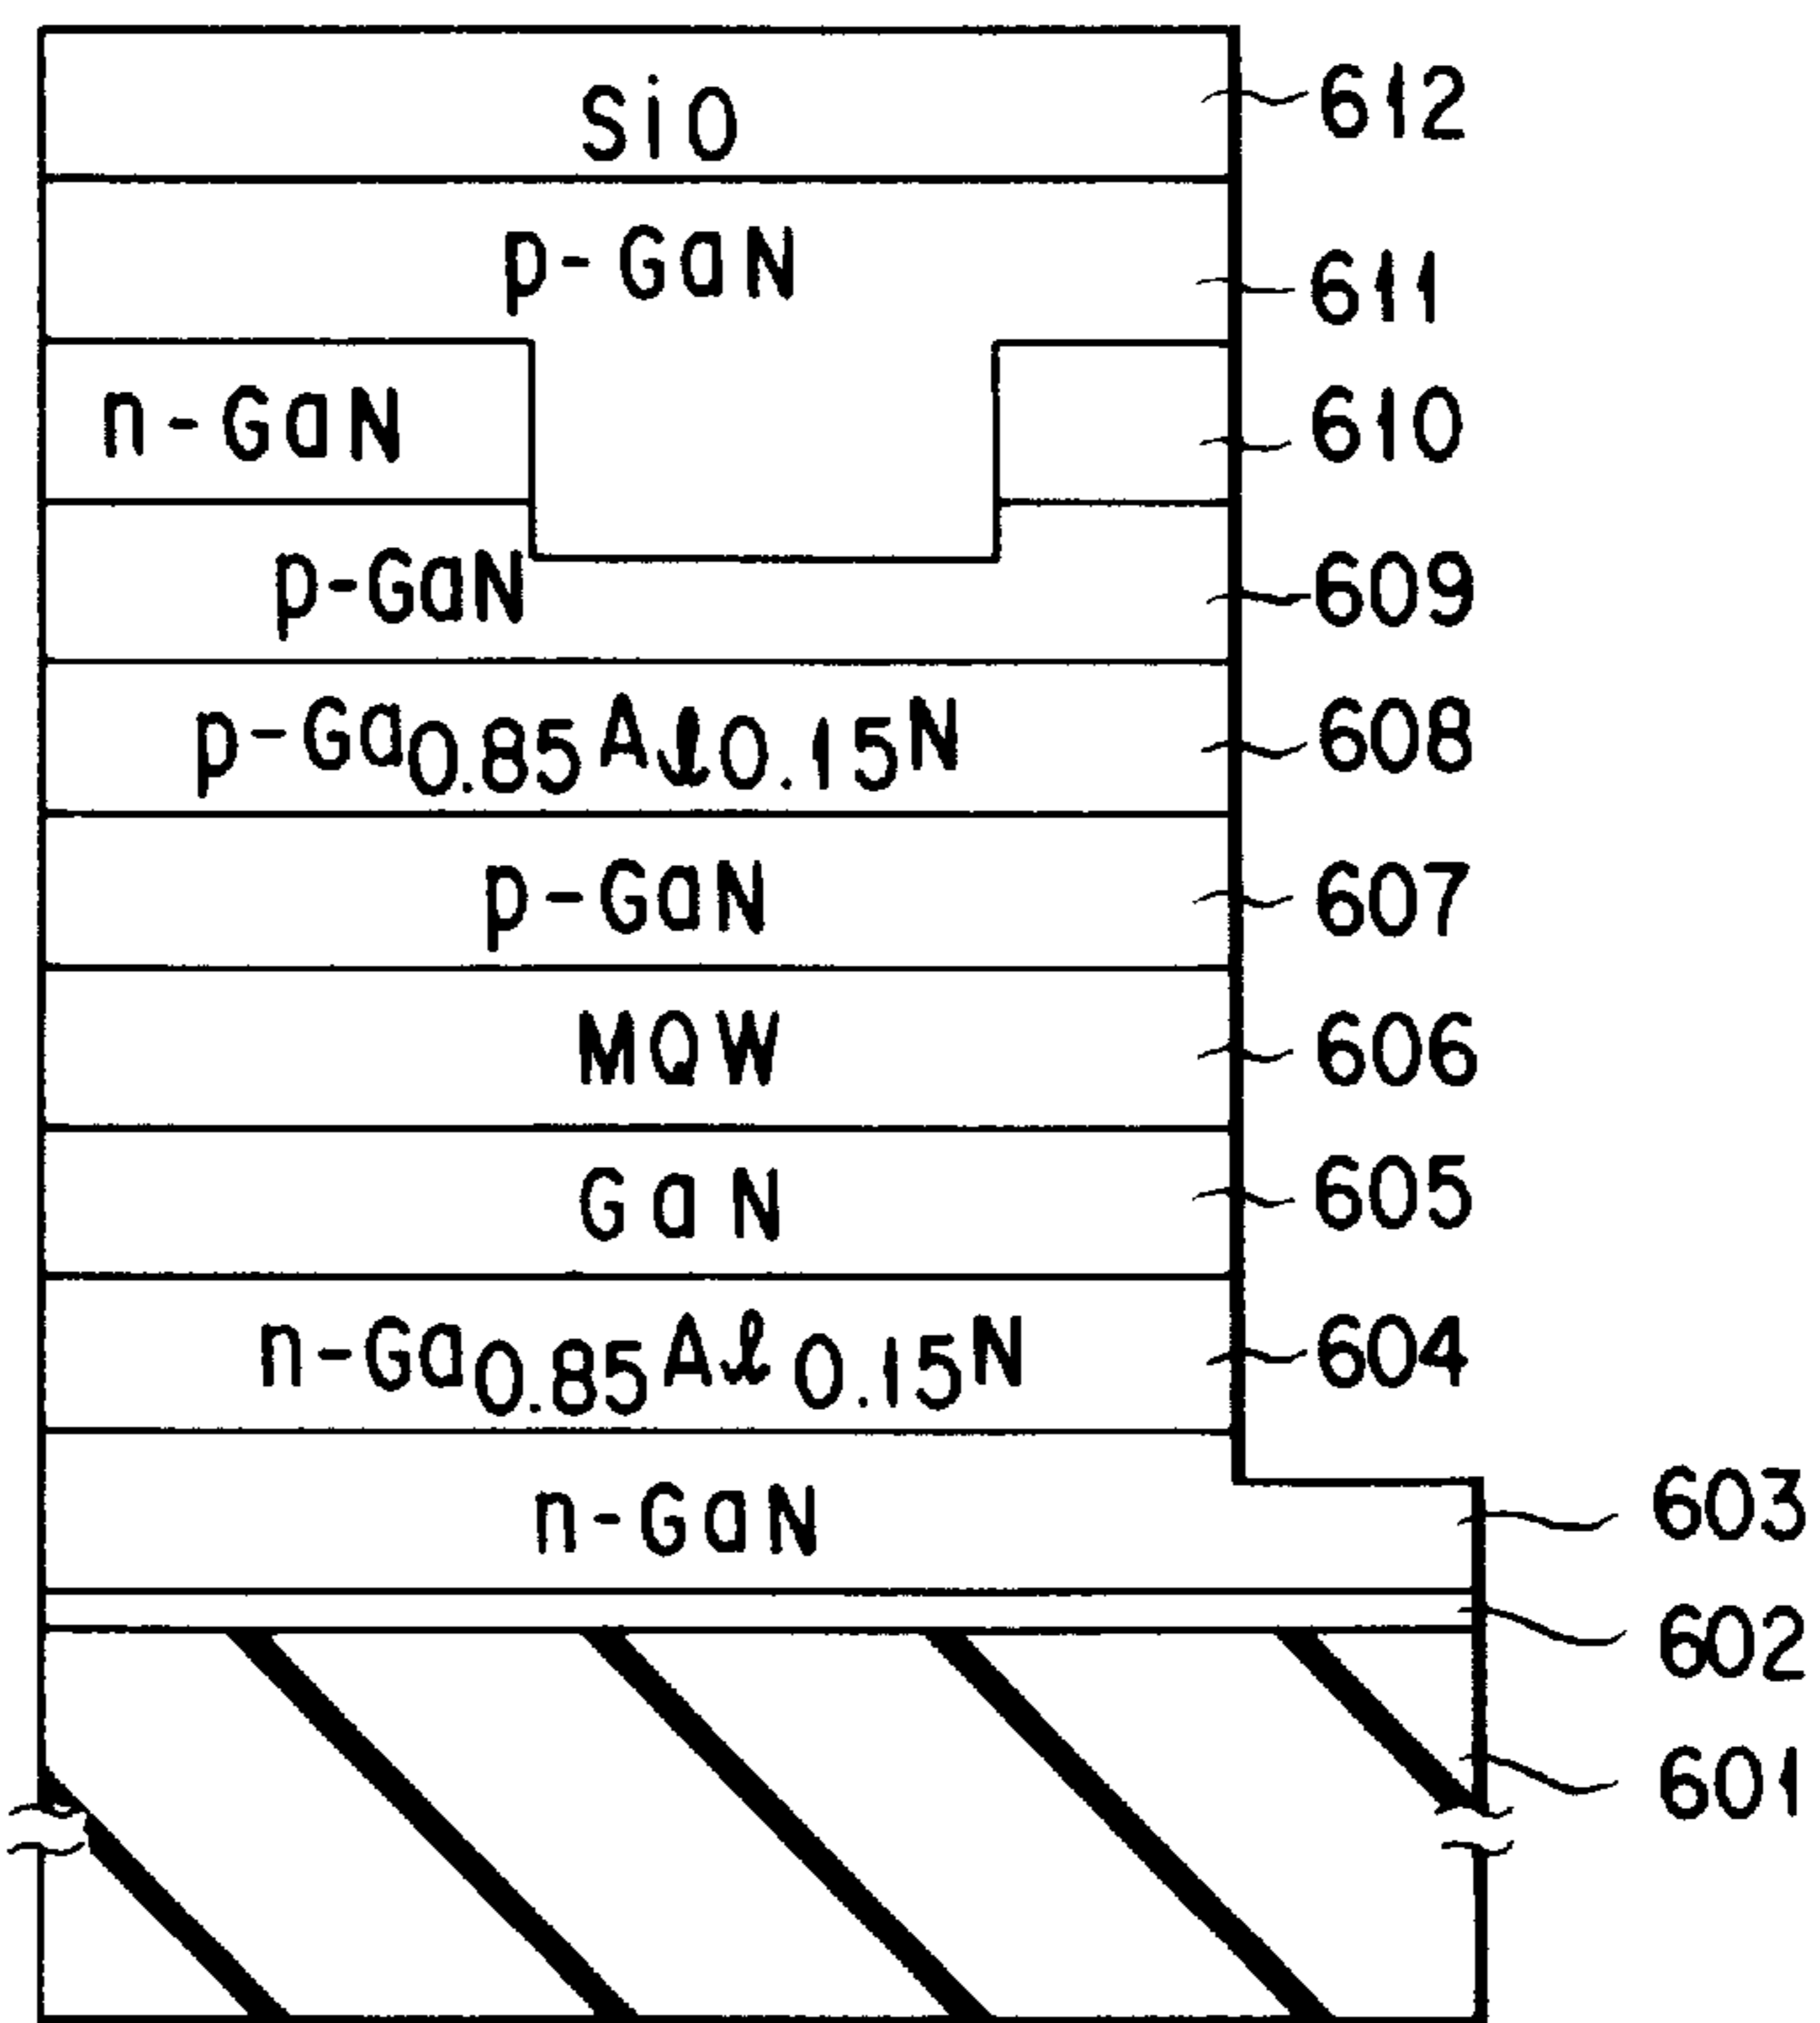 SiO 612
p-GaN 611
n-GaN 610
p-GaN 609
p-Ga0.85Al0.15N 608
p-GaN 607
MQW 606
GaN 605
n-Ga0.85Al0.15N 604
n-GaN 603
602
601